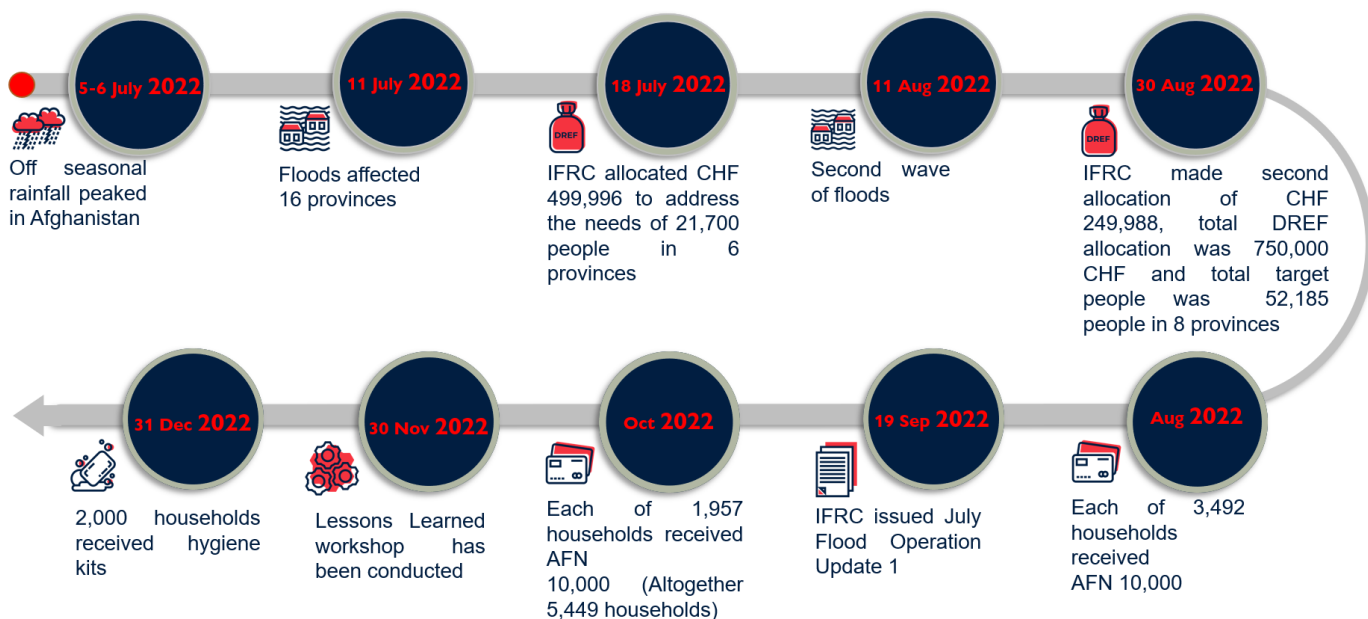 5-6 July 2022
11 July 2022
18 July 2022
11 Aug 2022
30 Aug 2022
Off seasonal
rainfall peaked
in Afghanistan
Floods affected
16 provinces
DREF
IFRC allocated CHF
499,996 to address
the needs of 21,700
people in 6
provinces
Second wave
of floods
DREF
IFRC made second
allocation of CHF
249,988, total DREF
allocation was 750,000
CHF and total target
people was 52,185
people in 8 provinces
31 Dec 2022
30 Nov 2022
Oct 2022
19 Sep 2022
Aug 2022
2,000 households
received hygiene
kits
Lessons Learned
workshop has
been conducted
Each of 1,957
households received
AFN
10,000 (Altogether
5,449 households)
IFRC issued July
Flood Operation
Update 1
Each of 3,492
households
received
AFN 10,000